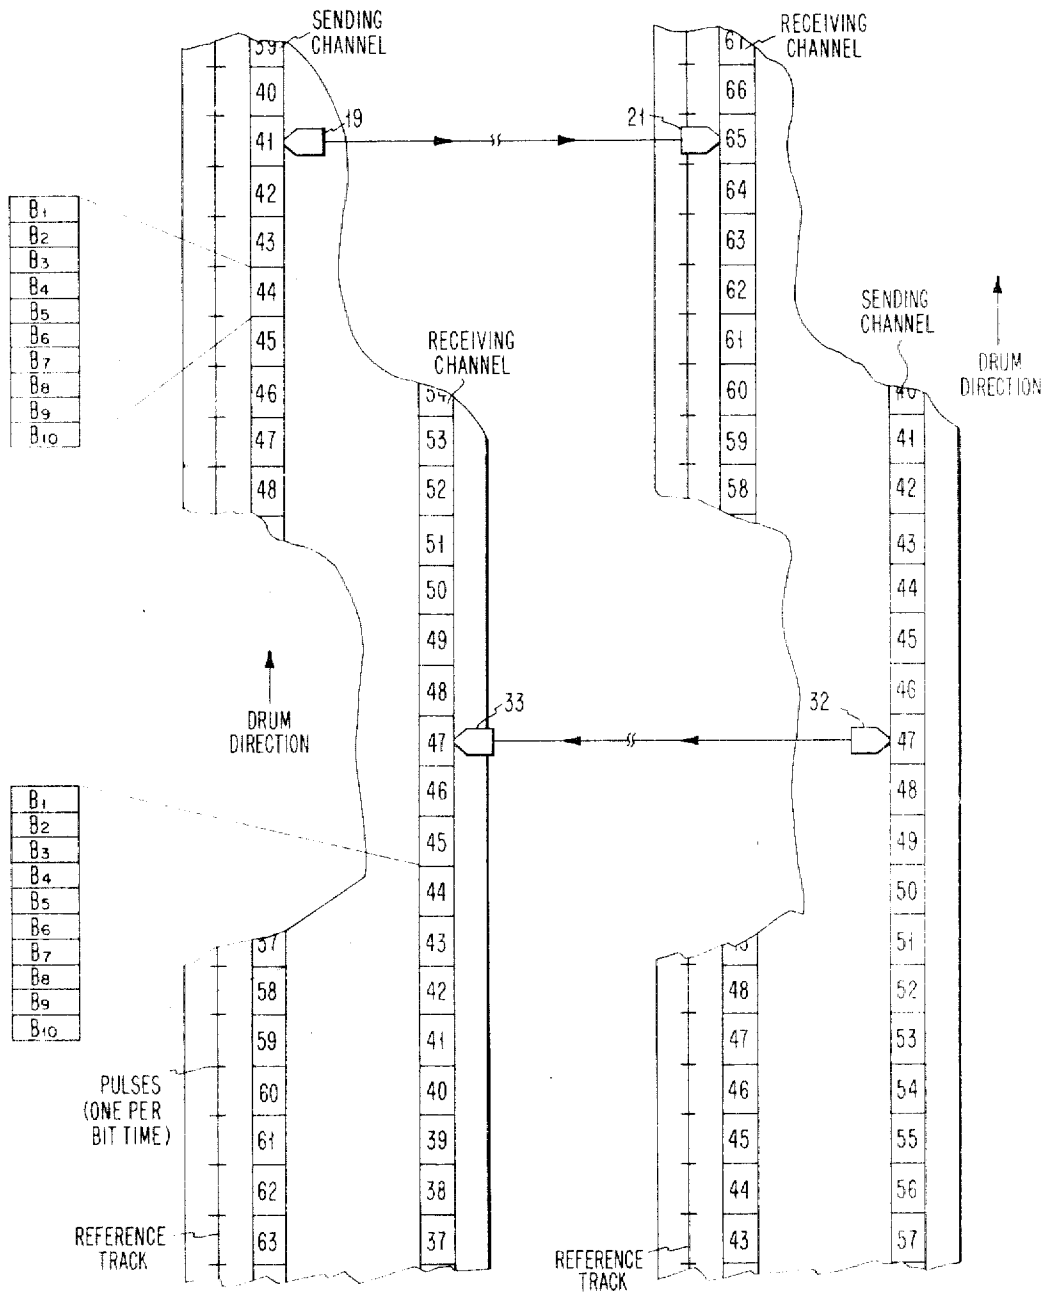 SENDING
CHANNEL
39
40
41
42
43
44
45
46
47
48
19
21
RECEIVING
CHANNEL
67
66
65
64
63
62
61
60
59
58
B1
B2
B3
B4
B5
B6
B7
B8
B9
B10
RECEIVING
CHANNEL
54
53
52
51
50
49
48
47
46
45
44
43
42
41
40
39
38
37
SENDING
CHANNEL
40
41
42
43
44
45
46
47
48
49
50
51
52
53
54
55
56
57
DRUM
DIRECTION
DRUM
DIRECTION
33
32
B1
B2
B3
B4
B5
B6
B7
B8
B9
B10
57
58
59
60
61
62
63
48
47
46
45
44
43
PULSES
(ONE PER
BIT TIME)
REFERENCE
TRACK
REFERENCE
TRACK